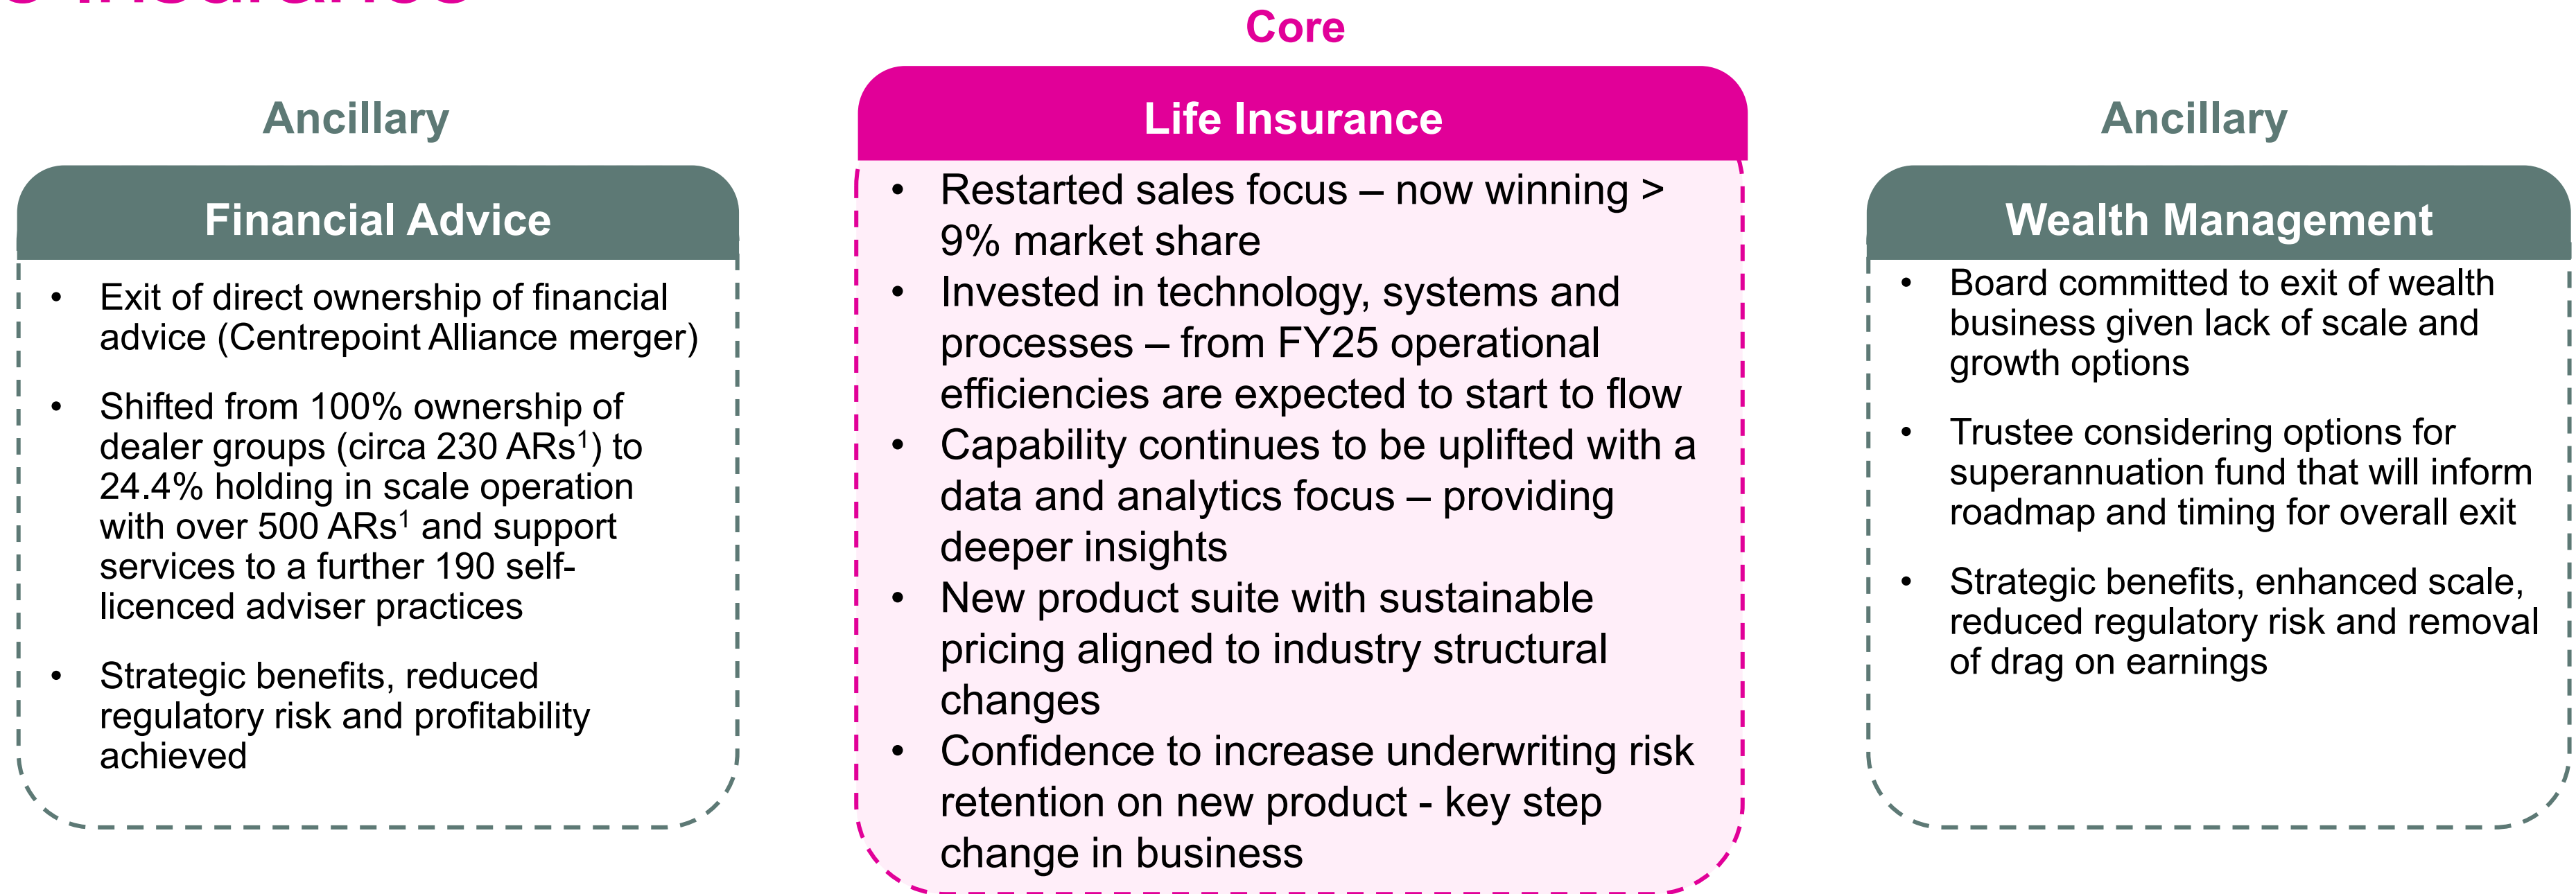 Insurance
Core
Ancillary
Financial Advice
• Exit of direct ownership of financial
advice (Centrepoint Alliance merger)
• Shifted from 100% ownership of
dealer groups (circa 230 ARs¹) to
24.4% holding in scale operation
with over 500 ARs¹ and support
services to a further 190 self-
licenced adviser practices
• Strategic benefits, reduced
regulatory risk and profitability
achieved
Life Insurance
• Restarted sales focus – now winning >
9% market share
• Invested in technology, systems and
processes – from FY25 operational
efficiencies are expected to start to flow
• Capability continues to be uplifted with a
data and analytics focus – providing
deeper insights
• New product suite with sustainable
pricing aligned to industry structural
changes
• Confidence to increase underwriting risk
retention on new product - key step
change in business
Ancillary
Wealth Management
• Board committed to exit of wealth
business given lack of scale and
growth options
• Trustee considering options for
superannuation fund that will inform
roadmap and timing for overall exit
• Strategic benefits, enhanced scale,
reduced regulatory risk and removal
of drag on earnings